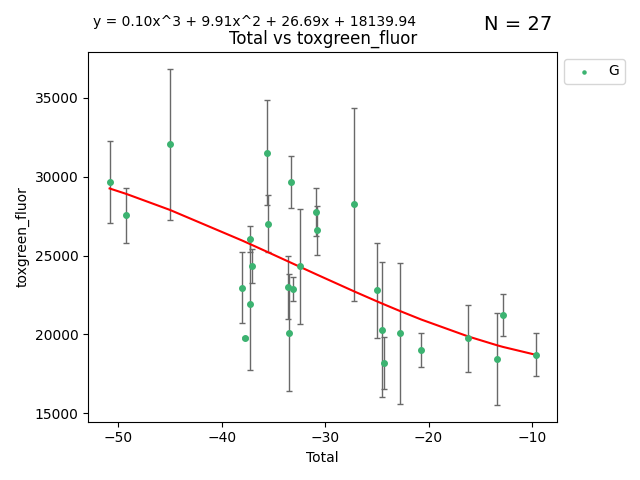 y = 0.10x^3 + 9.91x^2 + 26.69x + 18139.94
N = 27
Total vs toxgreen_fluor
G
35000
30000
25000
20000
15000
toxgreen_fluor
−50
−40
−30
−20
−10
Total